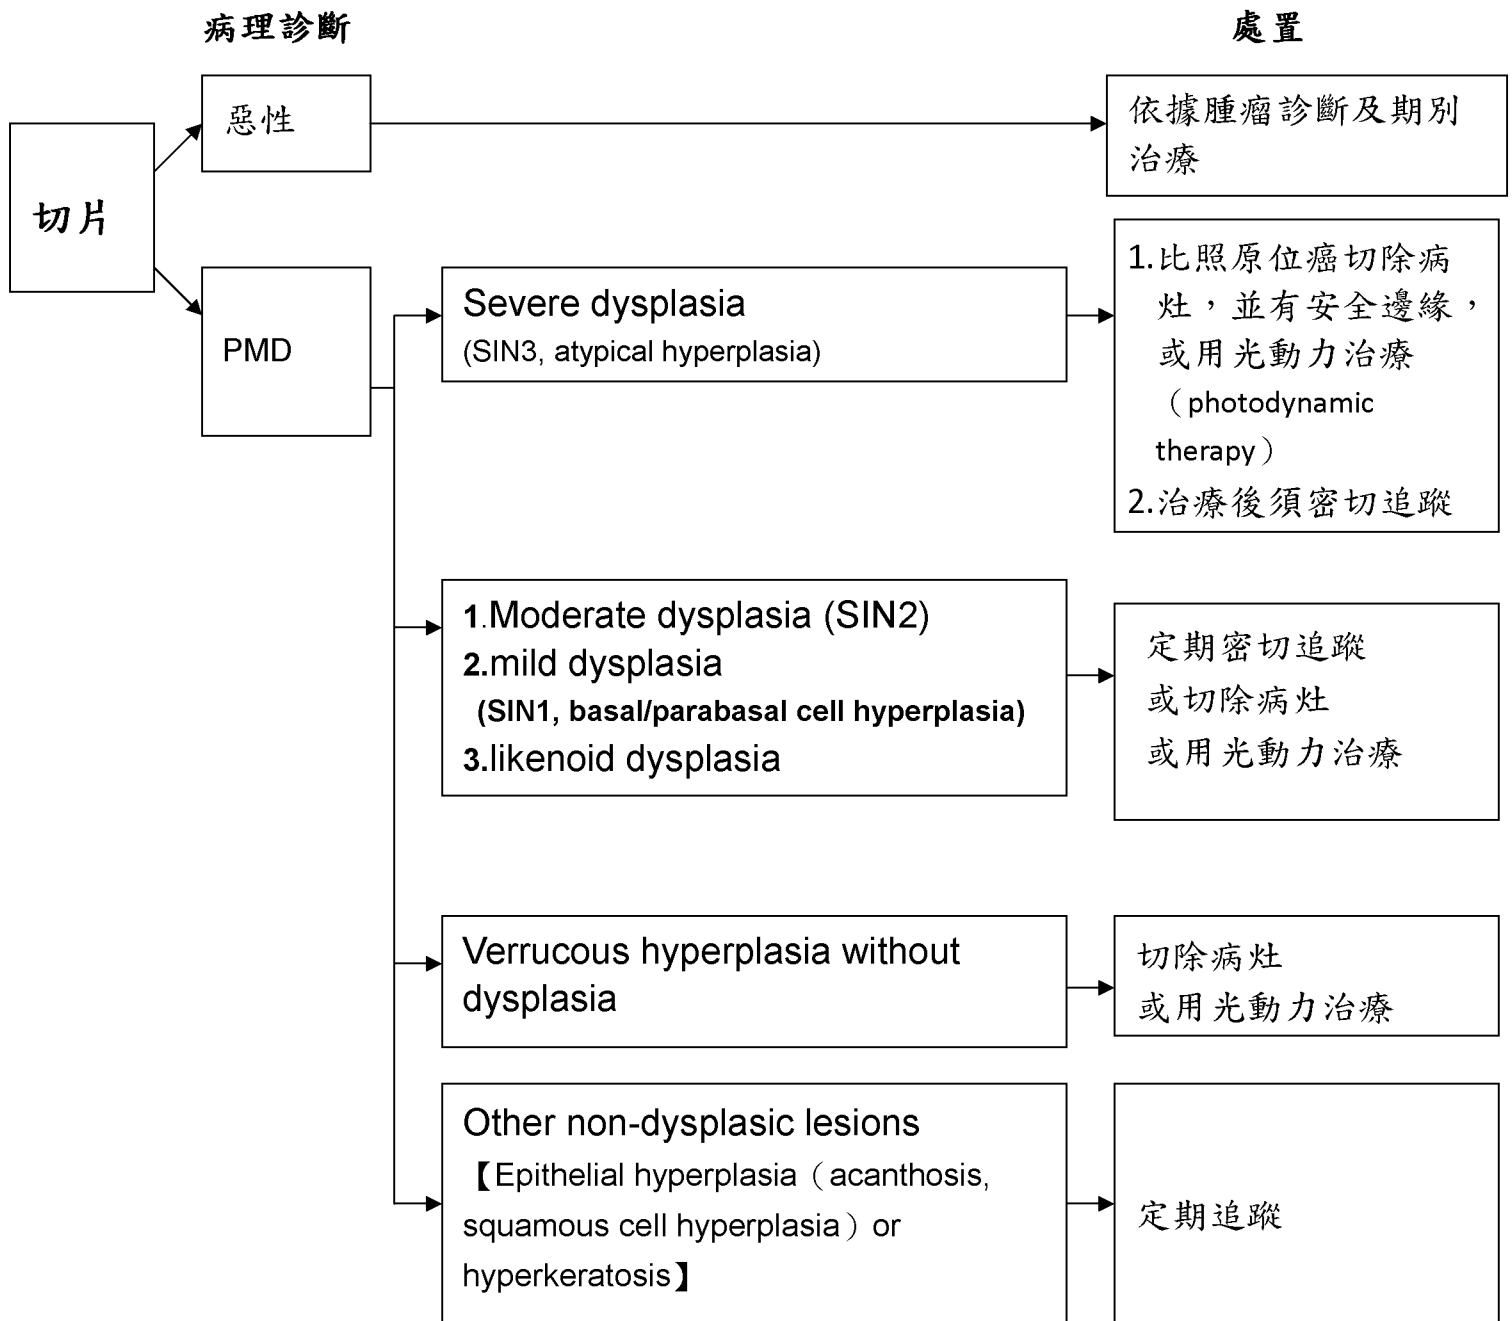 病理診斷
處置
切片
惡性
依據腫瘤診斷及期別
治療
PMD
Severe dysplasia
(SIN3, atypical hyperplasia)
1.比照原位癌切除病
灶，並有安全邊緣，
或用光動力治療
（photodynamic
therapy）
2.治療後須密切追蹤
1.Moderate dysplasia (SIN2)
2.mild dysplasia
(SIN1, basal/parabasal cell hyperplasia)
3.likenoid dysplasia
定期密切追蹤
或切除病灶
或用光動力治療
Verrucous hyperplasia without
dysplasia
切除病灶
或用光動力治療
Other non-dysplasic lesions
【Epithelial hyperplasia（acanthosis,
squamous cell hyperplasia）or
hyperkeratosis】
定期追蹤